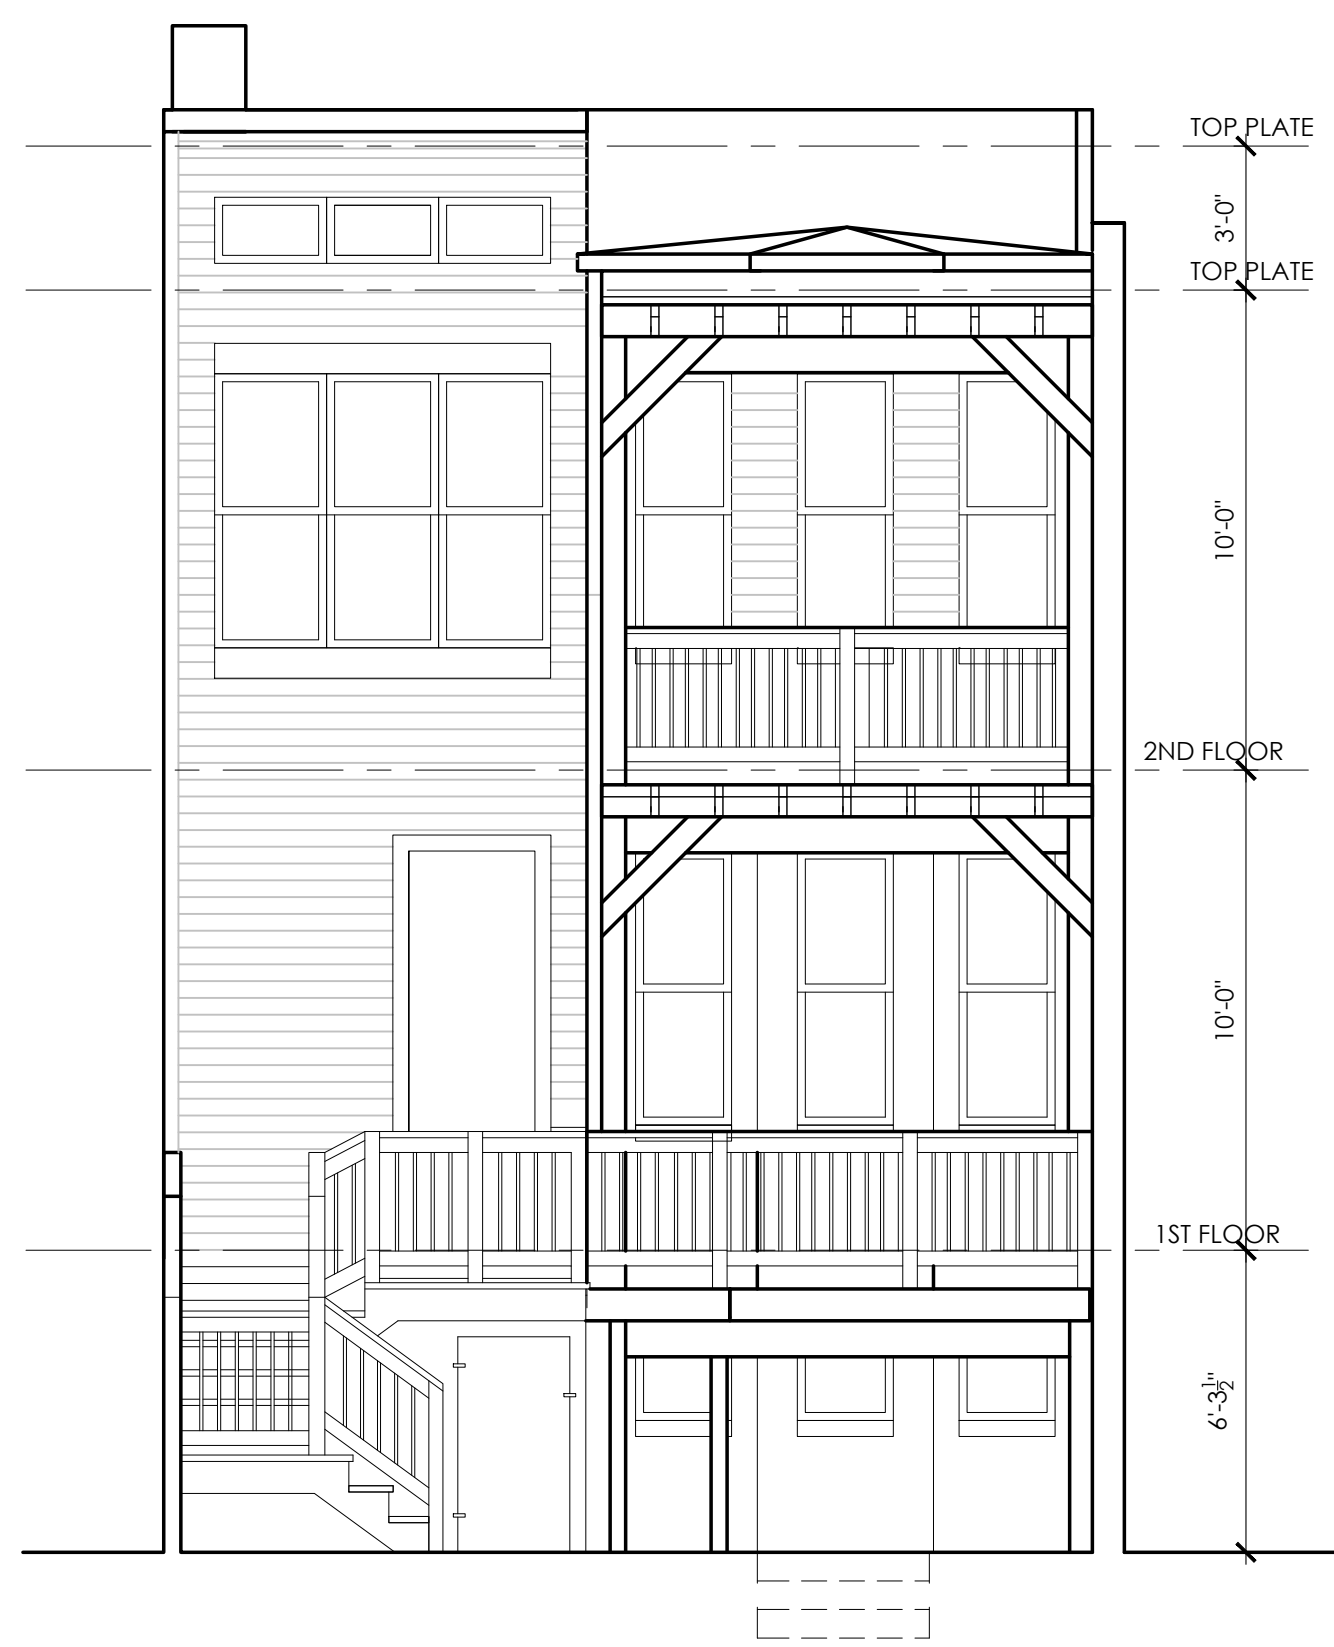 TOP PLATE
3'-0"
TOP PLATE
10'-0"
2ND FLOOR
10'-0"
1ST FLOOR
6'-3½"